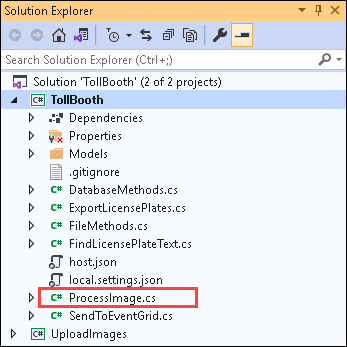 Solution Explorer
Search Solution Explorer (Ctrl+;)
Solution 'TollBooth' (2 of 2 projects)
C# TollBooth
Dependencies
Properties
Models
.gitignore
C# DatabaseMethods.cs
C# ExportLicensePlates.cs
C# FileMethods.cs
C# FindLicensePlateText.cs
host.json
local.settings.json
C# ProcessImage.cs
C# SendToEventGrid.cs
C# UploadImages